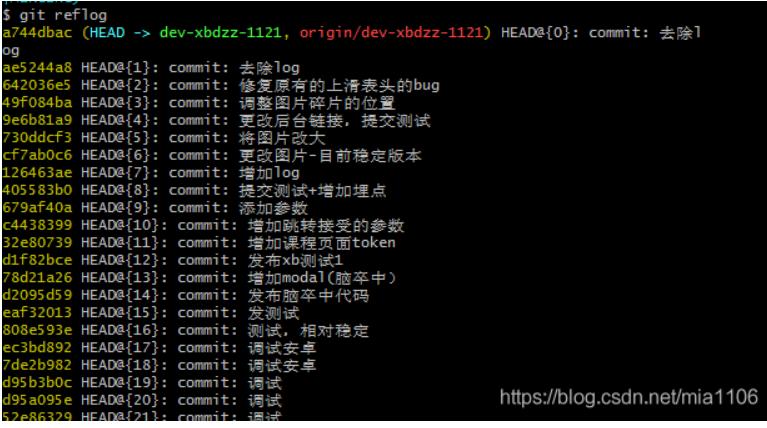 $ git reflog
a744dbac (HEAD -> dev-xbdzz-1121, origin/dev-xbdzz-1121) HEAD@{0}: commit: 去除l
og
ae5244a8 HEAD@{1}: commit: 去除log
642036e5 HEAD@{2}: commit: 修复原有的上滑表头的bug
49f084ba HEAD@{3}: commit: 调整图片碎片的位置
9e6b81a9 HEAD@{4}: commit: 更改后台链接，提交测试
730ddcf3 HEAD@{5}: commit: 将图片改大
cf7ab0c6 HEAD@{6}: commit: 更改图片-目前稳定版本
126463ae HEAD@{7}: commit: 增加log
405583b0 HEAD@{8}: commit: 提交测试+增加埋点
679af40a HEAD@{9}: commit: 添加参数
c4438399 HEAD@{10}: commit: 增加跳转接受的参数
32e80739 HEAD@{11}: commit: 增加课程页面token
d1f82bce HEAD@{12}: commit: 发布xb测试1
78d21a26 HEAD@{13}: commit: 增加modal(脑卒中）
d2095d59 HEAD@{14}: commit: 发布脑卒中代码
eaf32013 HEAD@{15}: commit: 发测试
808e593e HEAD@{16}: commit: 测试，相对稳定
ec3bd892 HEAD@{17}: commit: 调试安卓
7de2b982 HEAD@{18}: commit: 调试安卓
d95b3b0c HEAD@{19}: commit: 调试
d95a095e HEAD@{20}: commit: 调试
52e86329 HEAD@{21}: commit: 调试
https://blog.csdn.net/mia1106